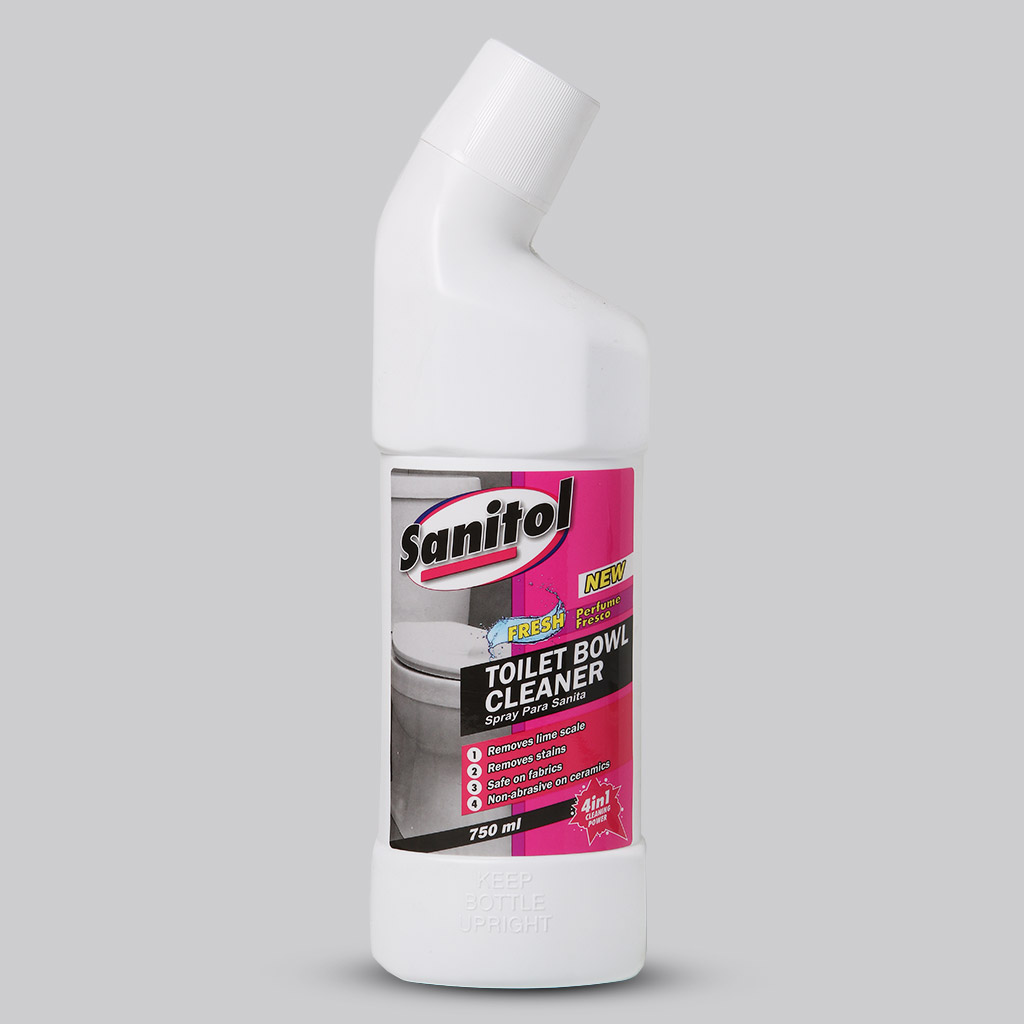 Sanitol
NEW
FRESH
Perfume
Fresco
TOILET BOWL
CLEANER
Spray Para Sanita
1 Removes lime scale
2 Removes stains
3 Safe on fabrics
4 Non-abrasive on ceramics
4in1
CLEANING
POWER
750 ml
KEEP
BOTTLE
UPRIGHT